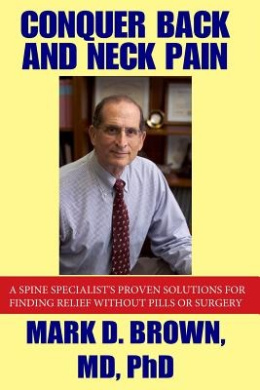 CONQUER BACK
AND NECK PAIN
A SPINE SPECIALIST'S PROVEN SOLUTIONS FOR
FINDING RELIEF WITHOUT PILLS OR SURGERY
MARK D. BROWN,
MD, PhD